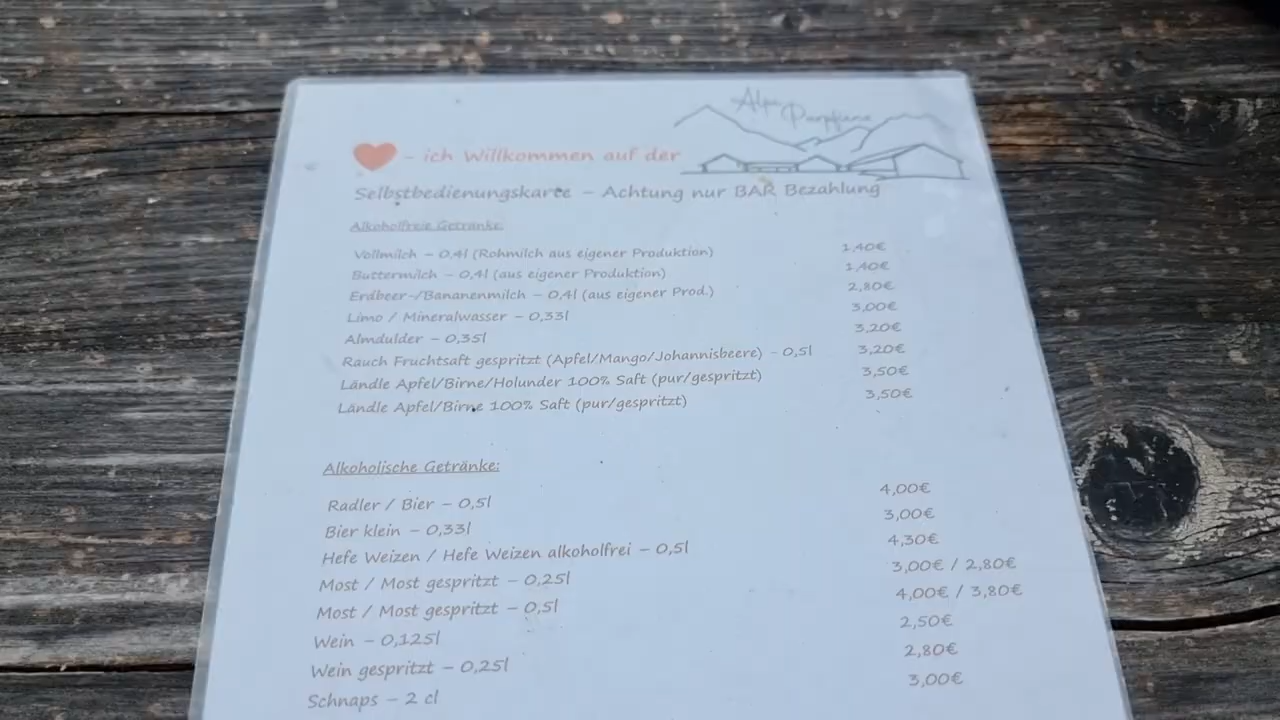 Alpe Parpfienz
❤ - ich Willkommen auf der
Selbstbedienungskarte – Achtung nur BAR Bezahlung
Alkoholfreie Getränke:
Vollmilch – 0,4l (Rohmilch aus eigener Produktion) 1,40€
Buttermilch – 0,4l (aus eigener Produktion) 1,40€
Erdbeer-/Bananenmilch – 0,4l (aus eigener Prod.) 2,80€
Limo / Mineralwasser – 0,33l 3,00€
Almdulder – 0,35l 3,20€
Rauch Fruchtsaft gespritzt (Apfel/Mango/Johannisbeere) - 0,5l 3,20€
Ländle Apfel/Birne/Holunder 100% Saft (pur/gespritzt) 3,50€
Ländle Apfel/Birne 100% Saft (pur/gespritzt) 3,50€
Alkoholische Getränke:
Radler / Bier – 0,5l 4,00€
Bier klein – 0,33l 3,00€
Hefe Weizen / Hefe Weizen alkoholfrei – 0,5l 4,30€
Most / Most gespritzt – 0,25l 3,00€ / 2,80€
Most / Most gespritzt – 0,5l 4,00€ / 3,80€
Wein – 0,125l 2,50€
Wein gespritzt – 0,25l 2,80€
Schnaps – 2 cl 3,00€